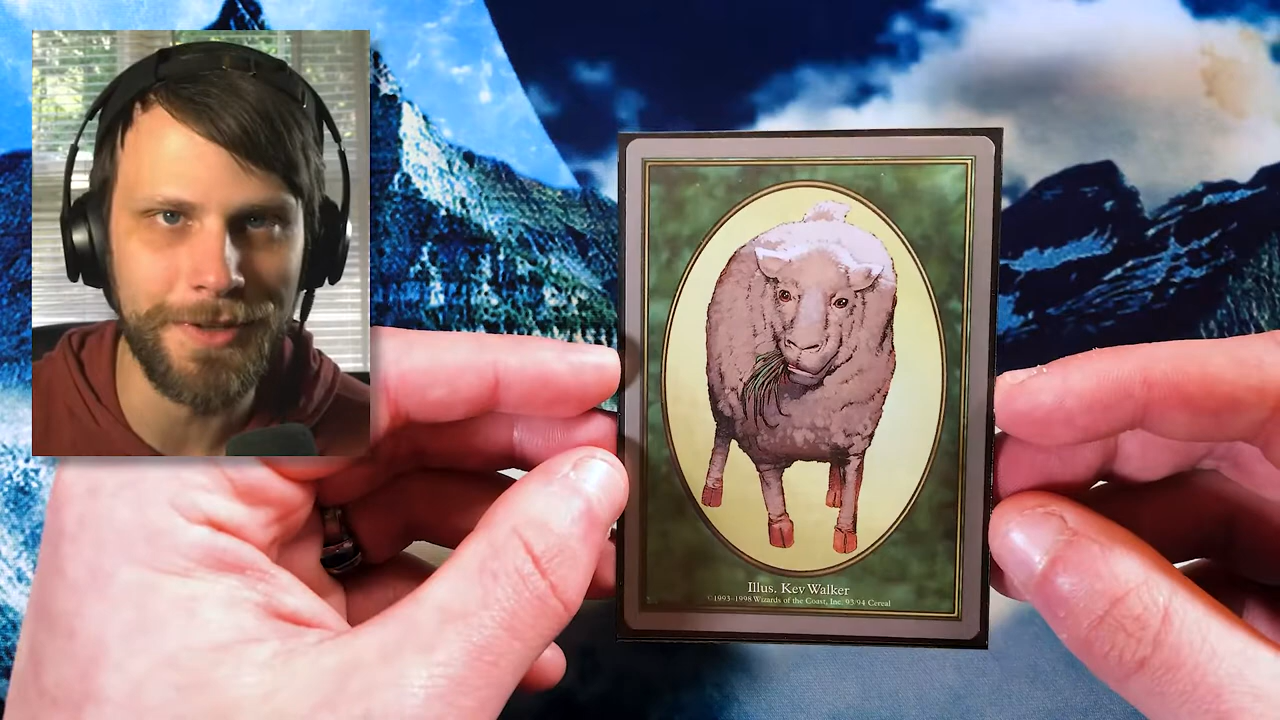 Illus. Kev Walker
©1993-1998 Wizards of the Coast, Inc. 93/94 Cereal